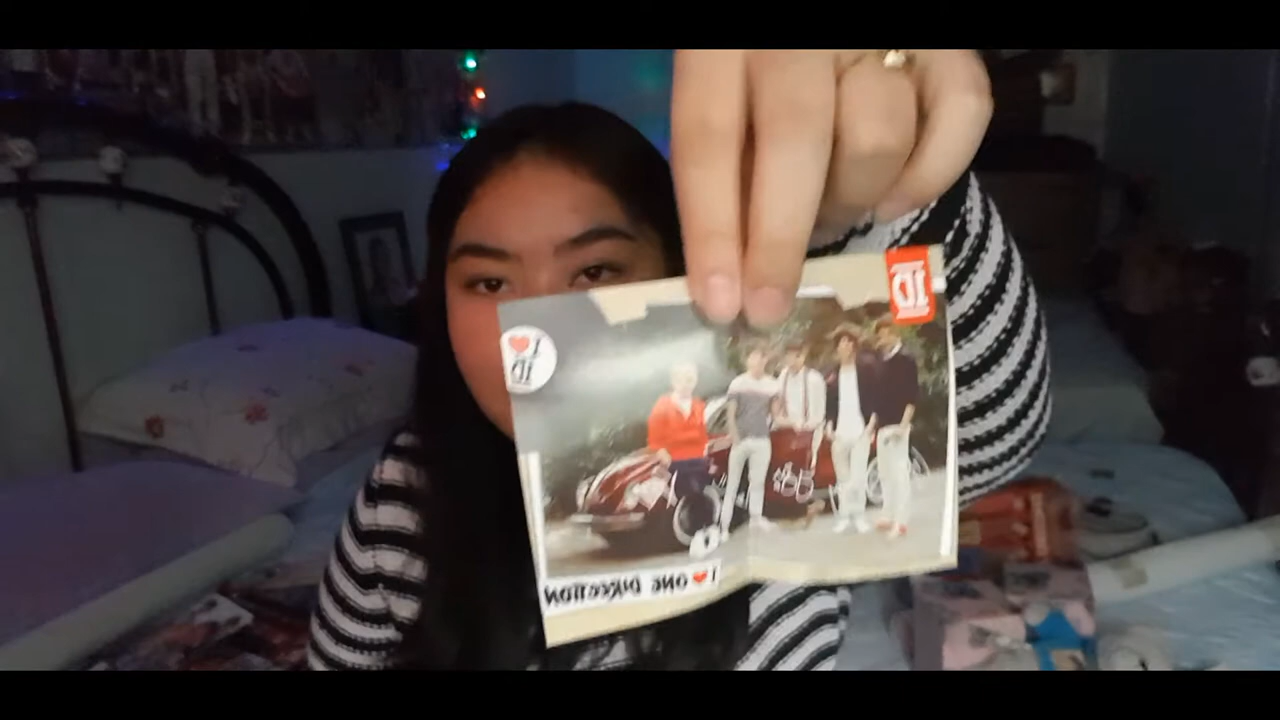 1D
I ♥
1D
I ♥ ONE DIRECTION